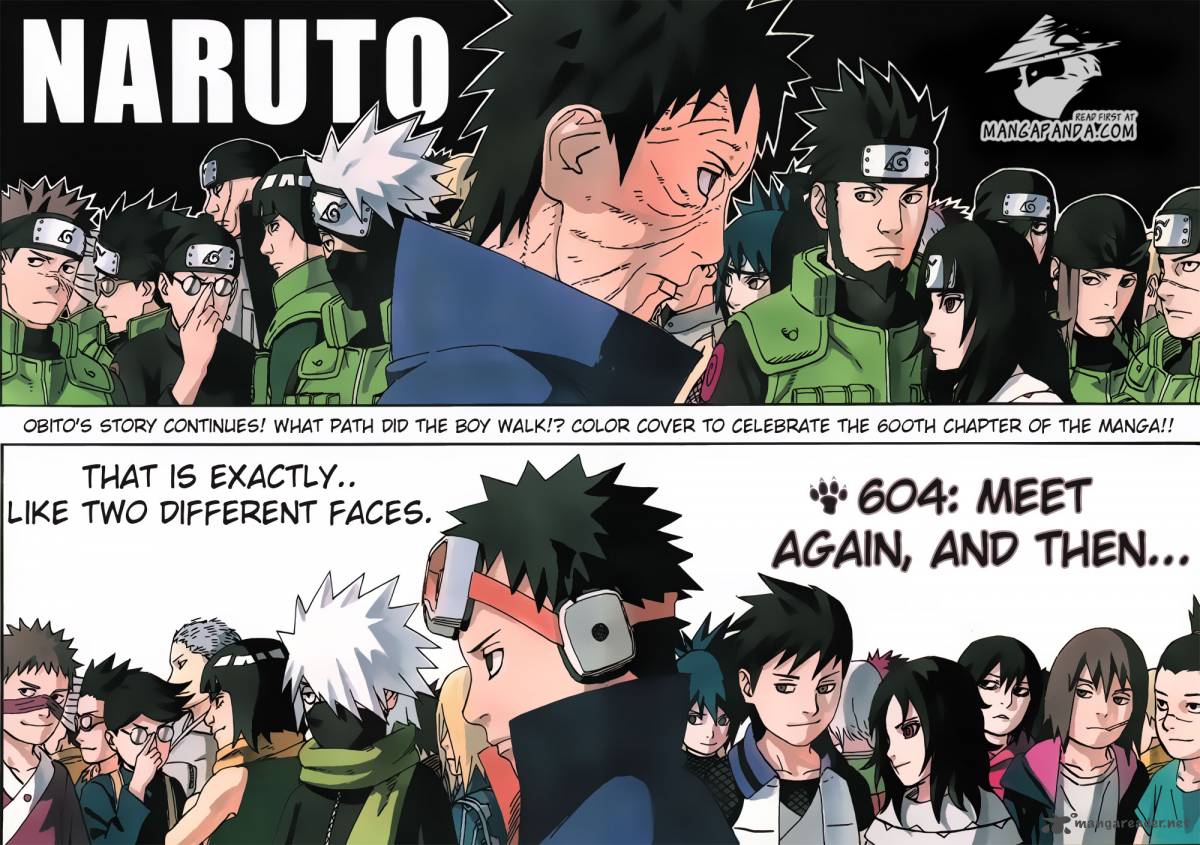 NARUTO
READ FIRST AT
MANGAPANDA.COM
OBITO'S STORY CONTINUES! WHAT PATH DID THE BOY WALK!? COLOR COVER TO CELEBRATE THE 600TH CHAPTER OF THE MANGA!!
THAT IS EXACTLY..
LIKE TWO DIFFERENT FACES.
604: MEET
AGAIN, AND THEN...
mangareader.net